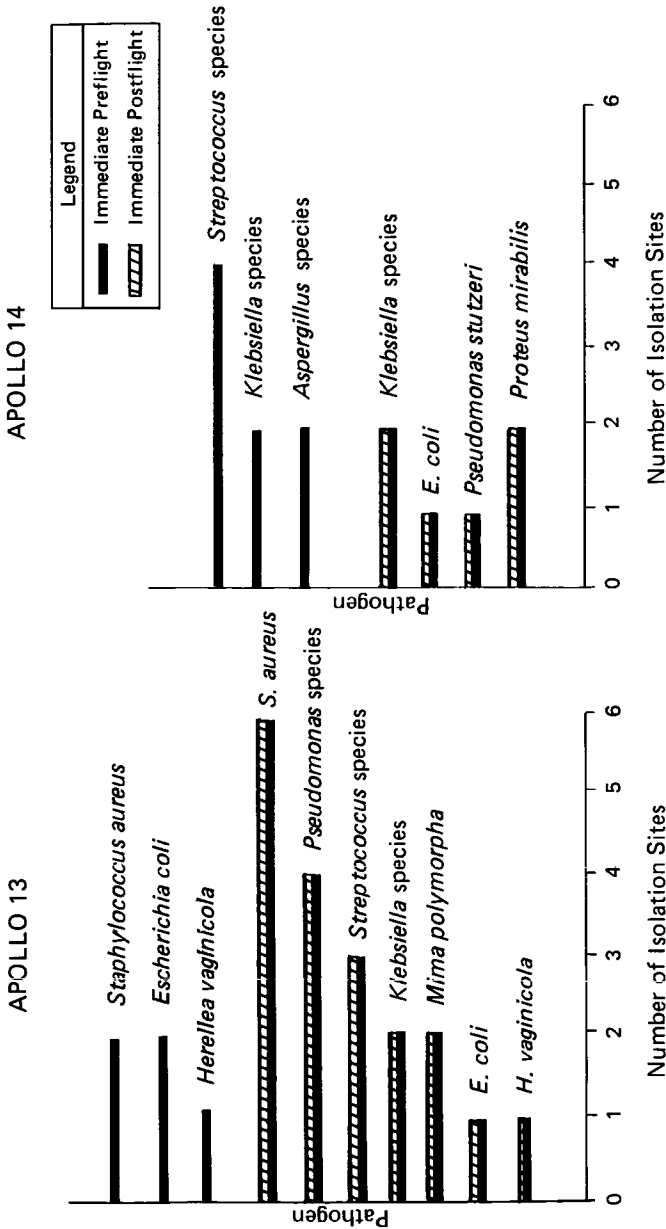 APOLLO 13
Staphylococcus aureus
Escherichia coli
Herellea vaginicola
S. aureus
Pseudomonas species
Streptococcus species
Klebsiella species
Mima polymorpha
E. coli
H. vaginicola
Pathogen
0 1 2 3 4 5 6
Number of Isolation Sites
APOLLO 14
Legend
Immediate Preflight
Immediate Postflight
Streptococcus species
Klebsiella species
Aspergillus species
Klebsiella species
E. coli
Pseudomonas stutzeri
Proteus mirabilis
Pathogen
0 1 2 3 4 5 6
Number of Isolation Sites